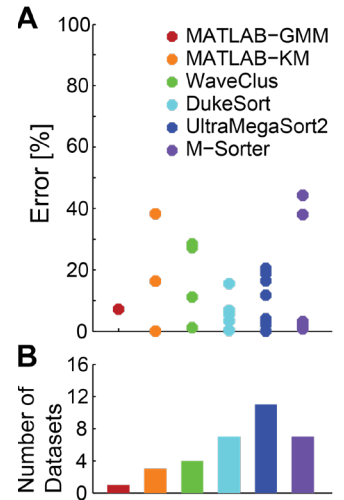 A
100
80
60
40
20
0
Error [%]
MATLAB−GMM
MATLAB−KM
WaveClus
DukeSort
UltraMegaSort2
M−Sorter
B
16
12
8
4
0
Number of
Datasets